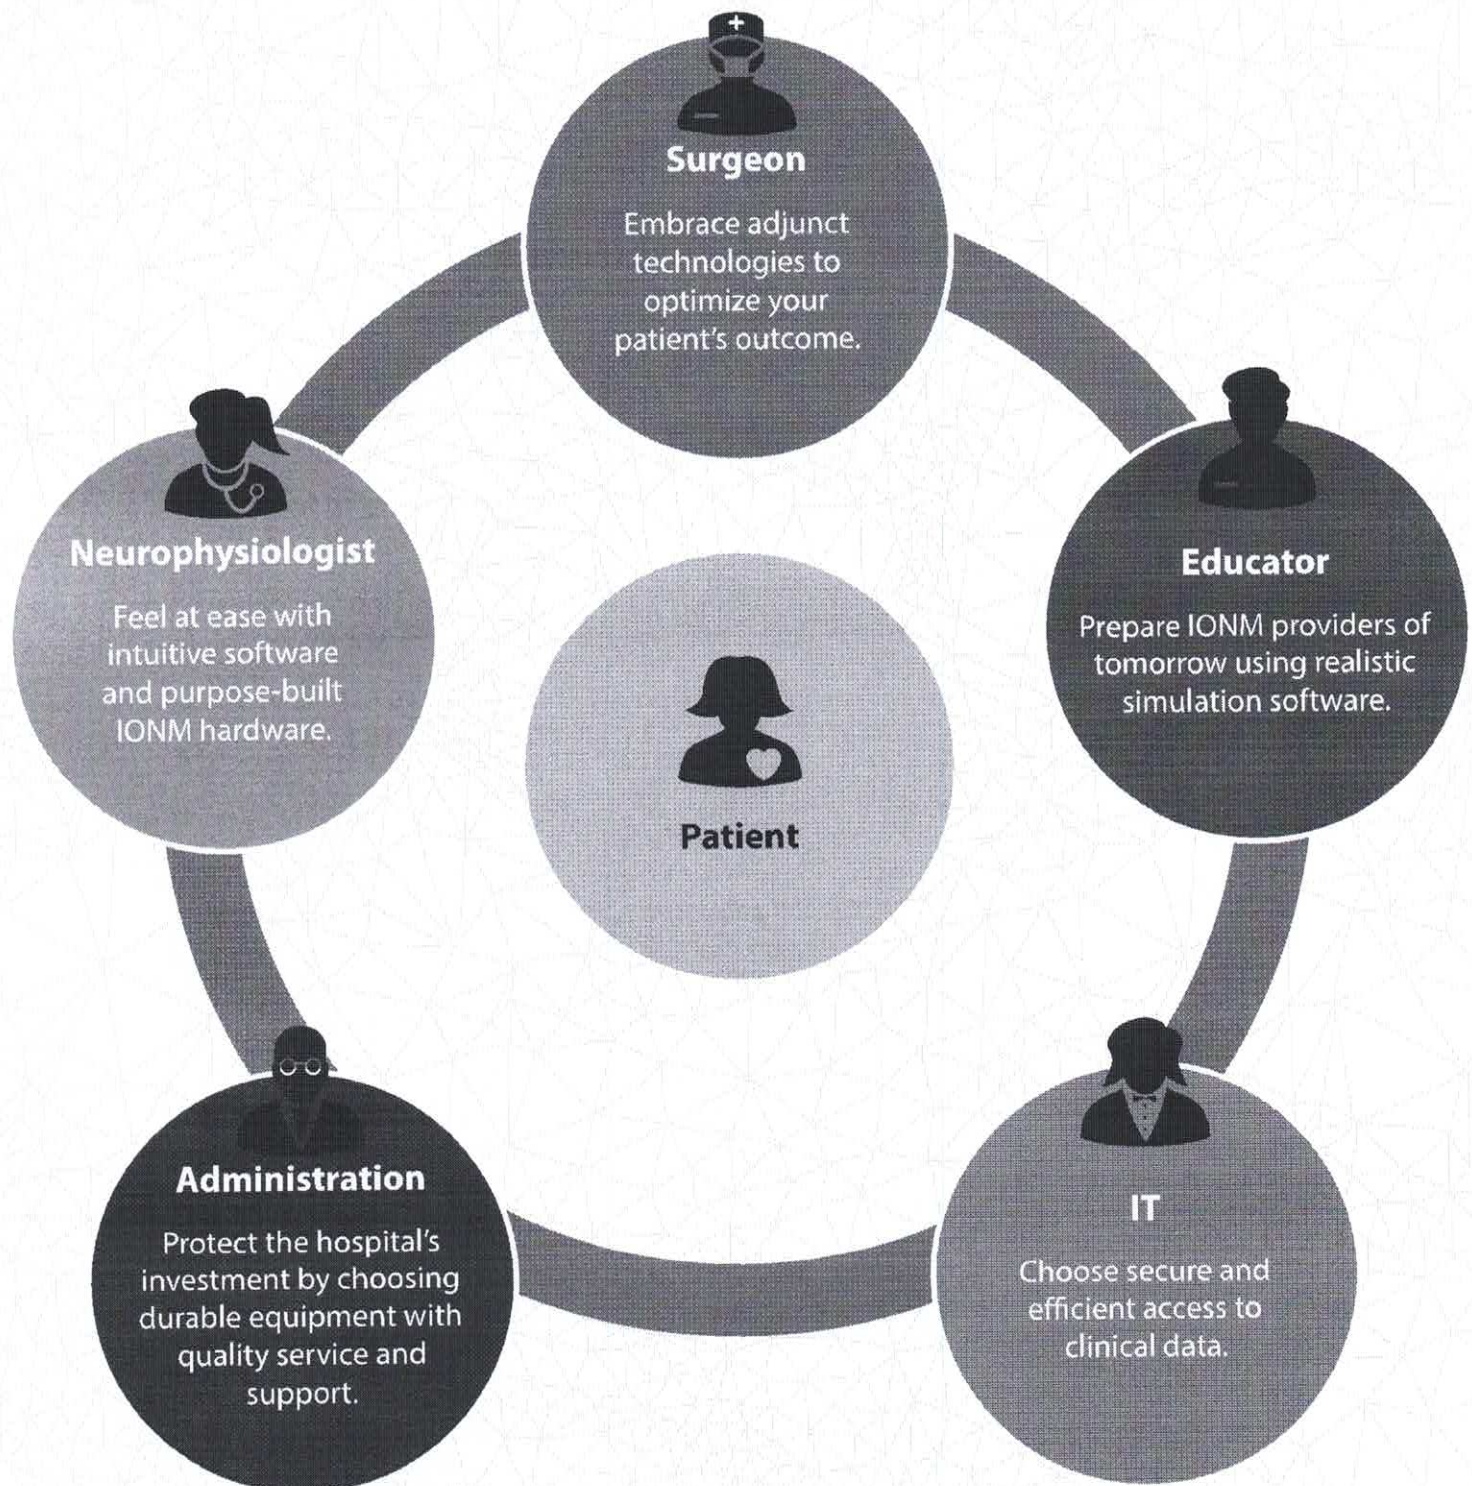 Surgeon
Embrace adjunct
technologies to
optimize your
patient's outcome.
Neurophysiologist
Feel at ease with
intuitive software
and purpose-built
IONM hardware.
Educator
Prepare IONM providers of
tomorrow using realistic
simulation software.
Patient
Administration
Protect the hospital's
investment by choosing
durable equipment with
quality service and
support.
IT
Choose secure and
efficient access to
clinical data.